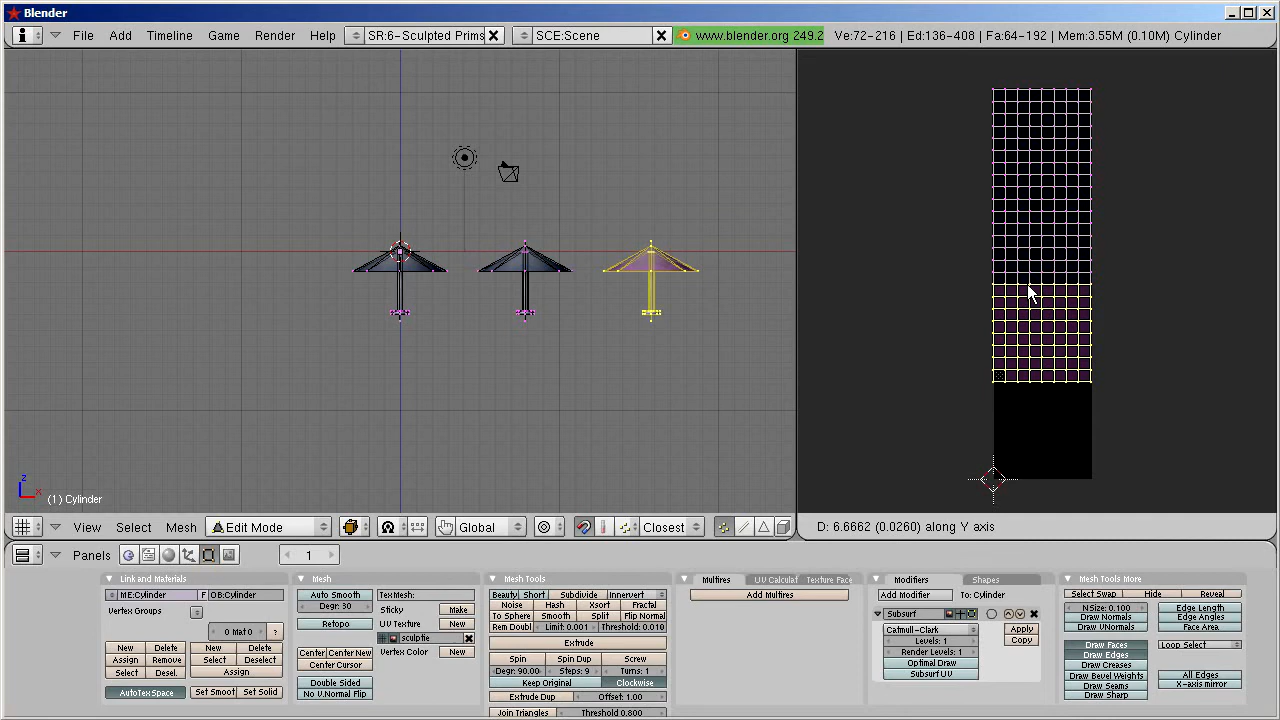 Blender
File Add Timeline Game Render Help SR:6-Sculpted Prims SCE:Scene www.blender.org 249.2 Ve:72-216 | Ed:136-408 | Fa:64-192 | Mem:3.55M (0.10M) Cylinder
z
x
(1) Cylinder
View Select Mesh Edit Mode Global Closest D: 6.6662 (0.0260) along Y axis
Panels 1
Link and Materials
ME:Cylinder F OB:Cylinder
Vertex Groups
0 Mat 0 ?
New Delete New Delete
Assign Remove Select Deselect
Select Desel. Assign
AutoTexSpace Set Smoot Set Solid
Mesh
Auto Smooth TexMesh:
Degr: 30 Sticky Make
Retopo UV Texture New
sculptie
Center Center New Vertex Color New
Center Cursor
Double Sided
No V.Normal Flip
Mesh Tools
Beauty Short Subdivide Innervert
Noise Hash Xsort Fractal
To Sphere Smooth Split Flip Normal
Rem Doubl Limit: 0.001 Threshold: 0.010
Extrude
Spin Spin Dup Screw
Degr: 90.00 Steps: 9 Turns: 1
Keep Original Clockwise
Extrude Dup Offset: 1.00
Join Triangles Threshold 0.800
Multires UV Calculat Texture Face
Add Multires
Modifiers Shapes
Add Modifier To: Cylinder
Subsurf
Catmull-Clark Apply
Levels: 1 Copy
Render Levels: 1
Optimal Draw
Subsurf UV
Mesh Tools More
Select Swap Hide Reveal
NSize: 0.100 Edge Length
Draw Normals Edge Angles
Draw VNormals Face Area
Draw Faces Loop Select
Draw Edges
Draw Creases
Draw Bevel Weights All Edges
Draw Seams X-axis mirror
Draw Sharp